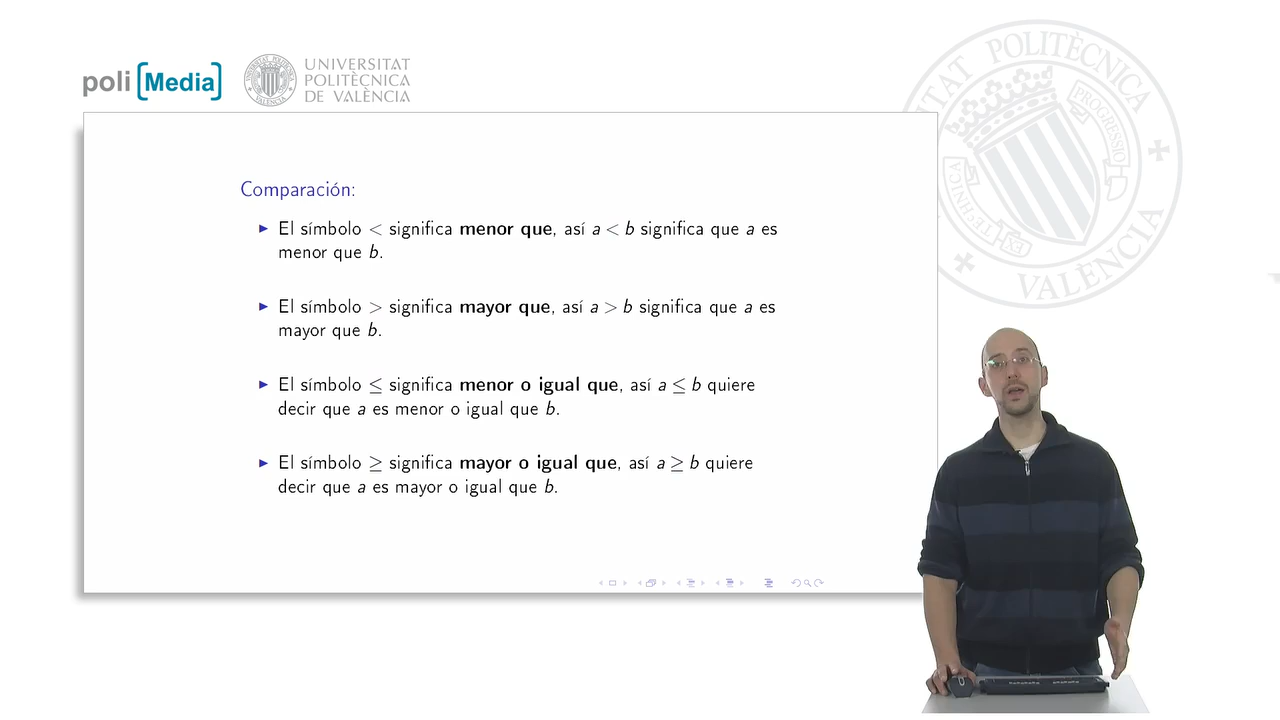 poli [Media]
UNIVERSITAT
POLITÈCNICA
DE VALÈNCIA
POLITÈCNICA
VALÈNCIA
PROGRESSIO
Comparación:
▶ El símbolo < significa menor que, así a < b significa que a es
menor que b.
▶ El símbolo > significa mayor que, así a > b significa que a es
mayor que b.
▶ El símbolo ≤ significa menor o igual que, así a ≤ b quiere
decir que a es menor o igual que b.
▶ El símbolo ≥ significa mayor o igual que, así a ≥ b quiere
decir que a es mayor o igual que b.